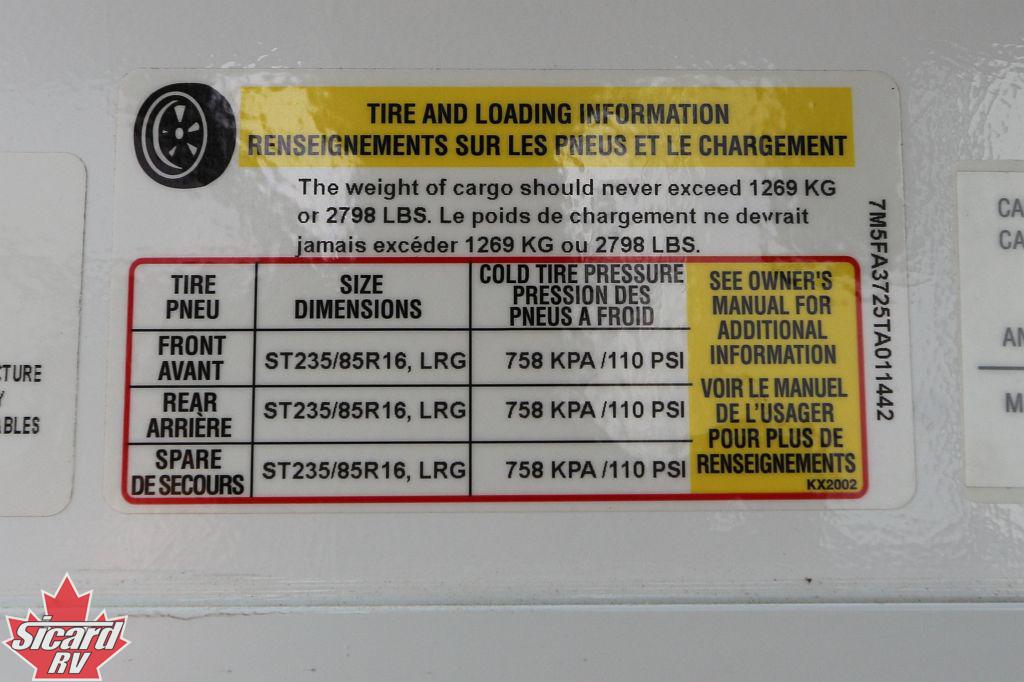 TIRE AND LOADING INFORMATION
RENSEIGNEMENTS SUR LES PNEUS ET LE CHARGEMENT
The weight of cargo should never exceed 1269 KG
or 2798 LBS. Le poids de chargement ne devrait
jamais excéder 1269 KG ou 2798 LBS.
TIRE
PNEU
SIZE
DIMENSIONS
COLD TIRE PRESSURE
PRESSION DES
PNEUS A FROID
FRONT
AVANT
ST235/85R16, LRG
758 KPA /110 PSI
REAR
ARRIÈRE
ST235/85R16, LRG
758 KPA /110 PSI
SPARE
DE SECOURS
ST235/85R16, LRG
758 KPA /110 PSI
SEE OWNER'S
MANUAL FOR
ADDITIONAL
INFORMATION
VOIR LE MANUEL
DE L'USAGER
POUR PLUS DE
RENSEIGNEMENTS
KX2002
7M5FA3725TA011442
CA
CA
AN
M
CTURE
Y
ABLES
Sicard
RV